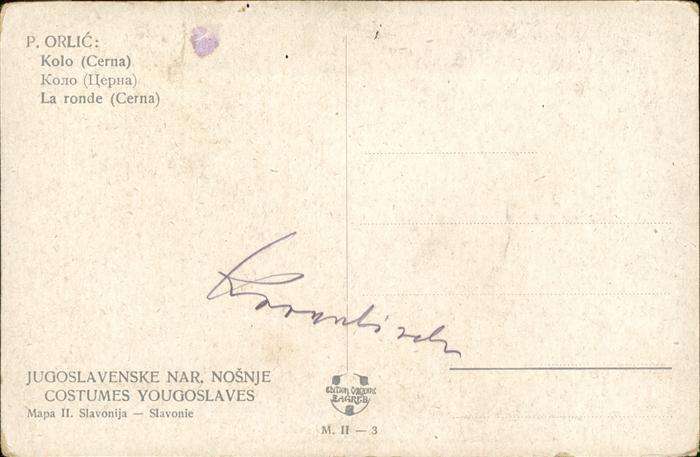 P. ORLIĆ:
Kolo (Cerna)
Коло (Церна)
La ronde (Cerna)
JUGOSLAVENSKE NAR, NOŠNJE
COSTUMES YOUGOSLAVES
Mapa II. Slavonija — Slavonie
ZAGREB
M. II — 3